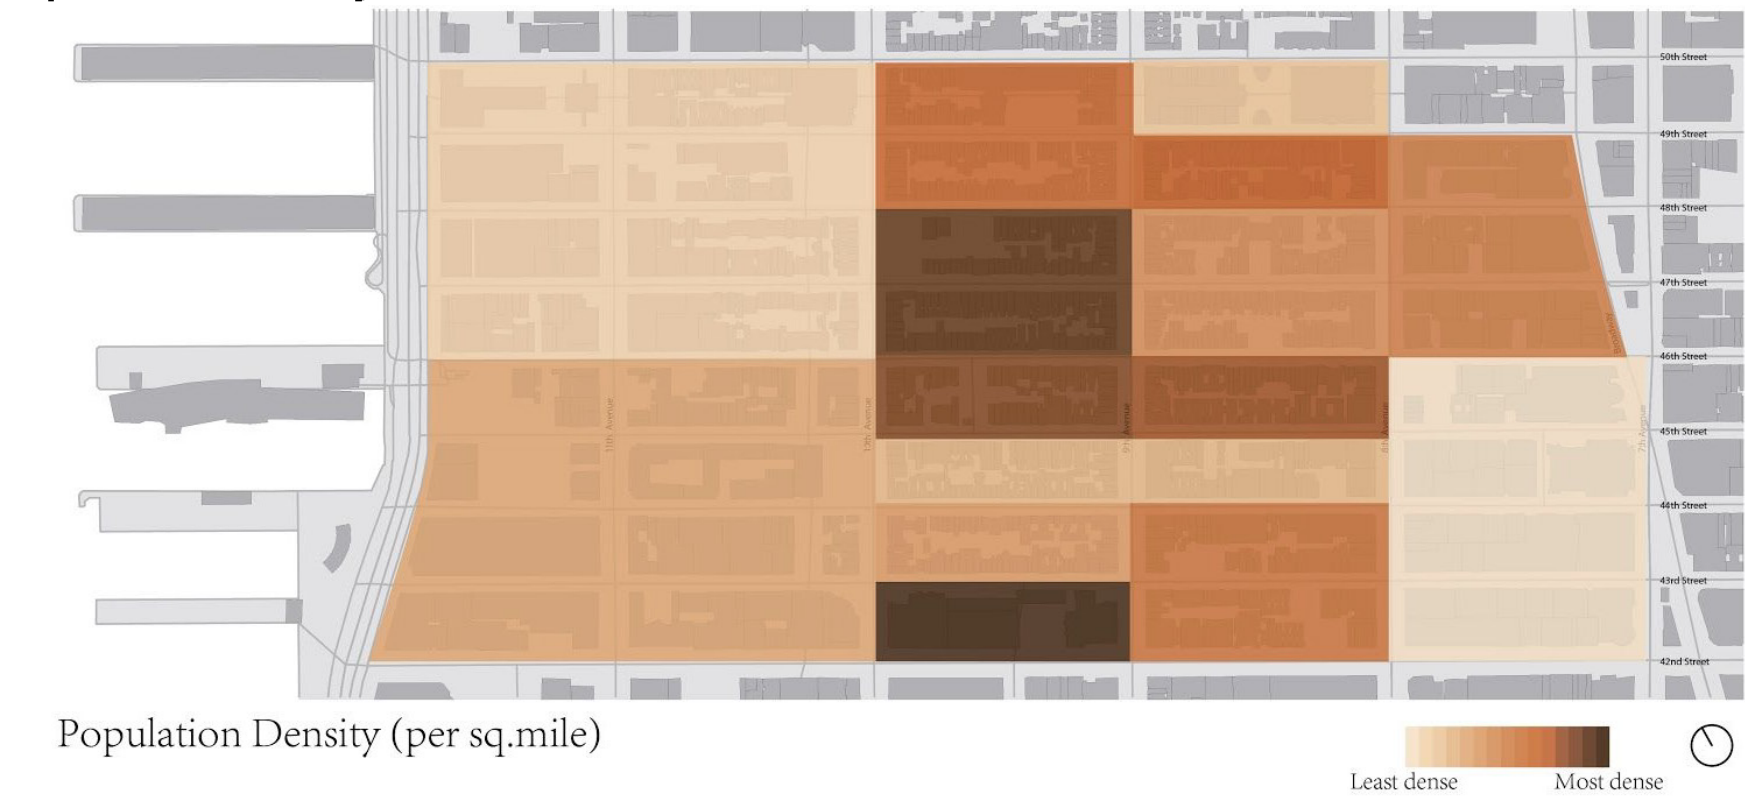 50th Street
49th Street
48th Street
47th Street
Broadway
46th Street
11th Avenue
10th Avenue
9th Avenue
8th Avenue
7th Avenue
45th Street
44th Street
43rd Street
42nd Street
Population Density (per sq.mile)
Least dense
Most dense